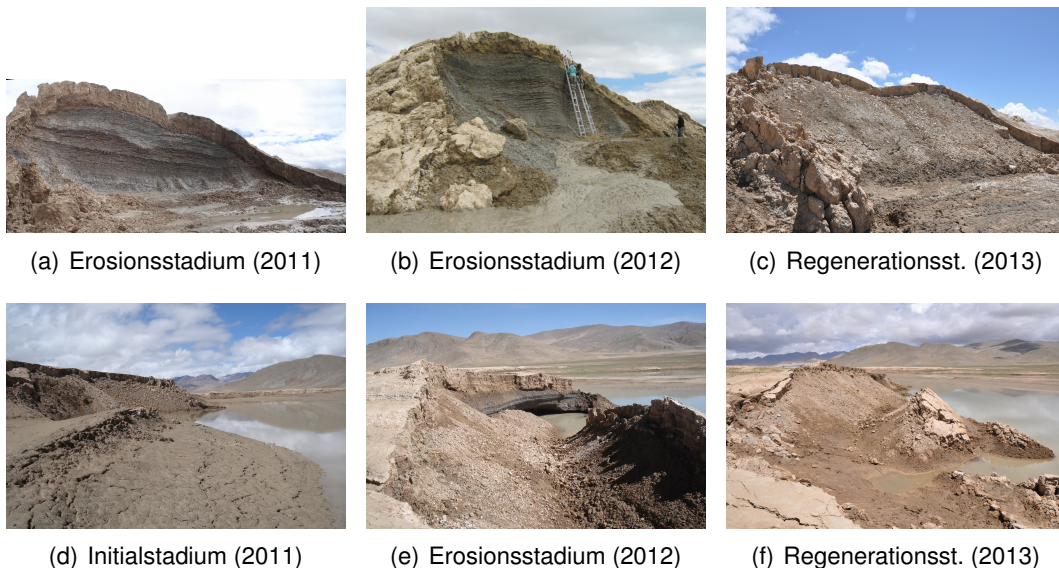 (a) Erosionsstadium (2011)
(b) Erosionsstadium (2012)
(c) Regenerationsst. (2013)
(d) Initialstadium (2011)
(e) Erosionsstadium (2012)
(f) Regenerationsst. (2013)